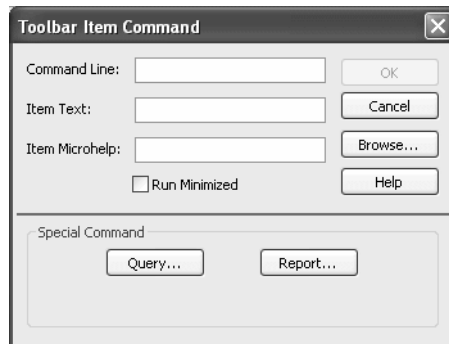 Toolbar Item Command
Command Line:
OK
Item Text:
Cancel
Item Microhelp:
Browse...
Run Minimized
Help
Special Command
Query...
Report...